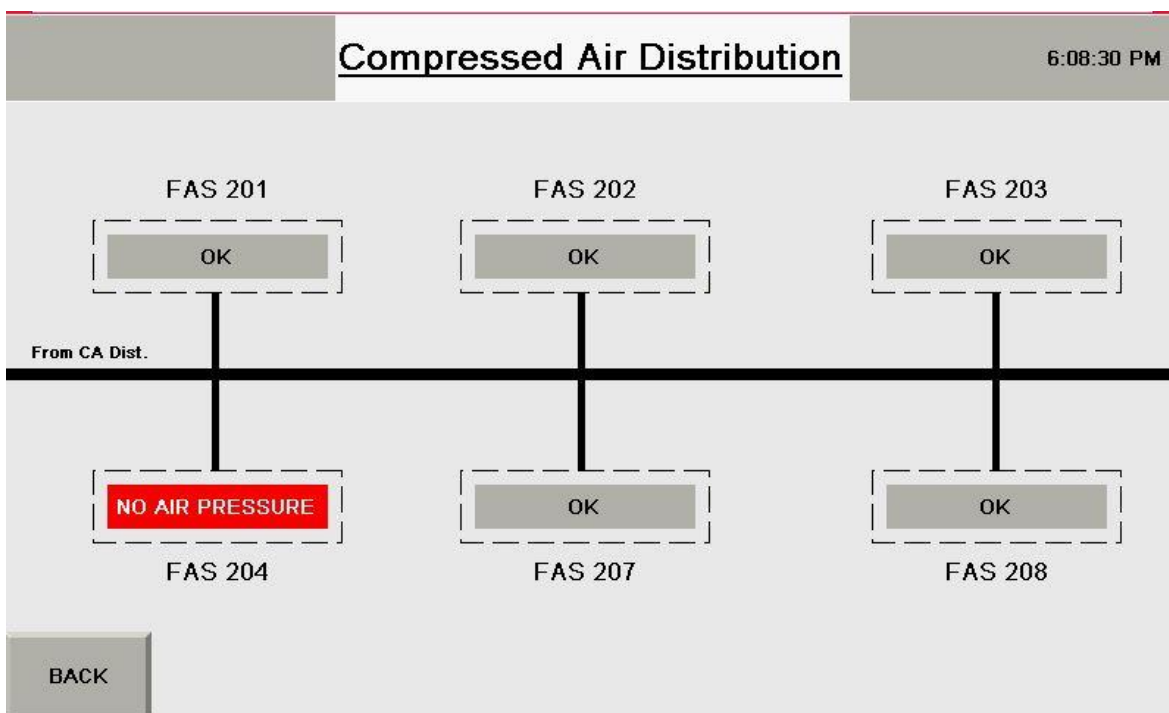 Compressed Air Distribution
6:08:30 PM
FAS 201
FAS 202
FAS 203
OK
OK
OK
From CA Dist.
NO AIR PRESSURE
OK
OK
FAS 204
FAS 207
FAS 208
BACK